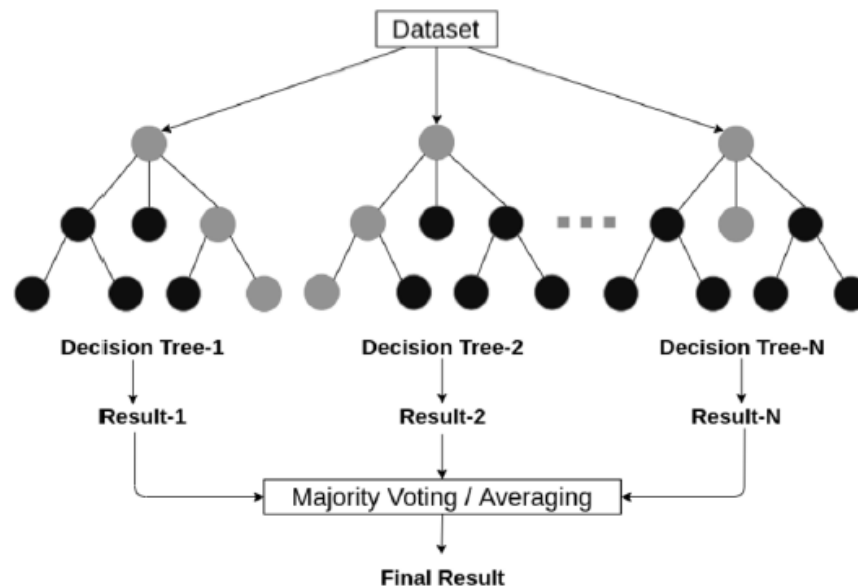 Dataset
Decision Tree-1
Decision Tree-2
Decision Tree-N
Result-1
Result-2
Result-N
Majority Voting / Averaging
Final Result